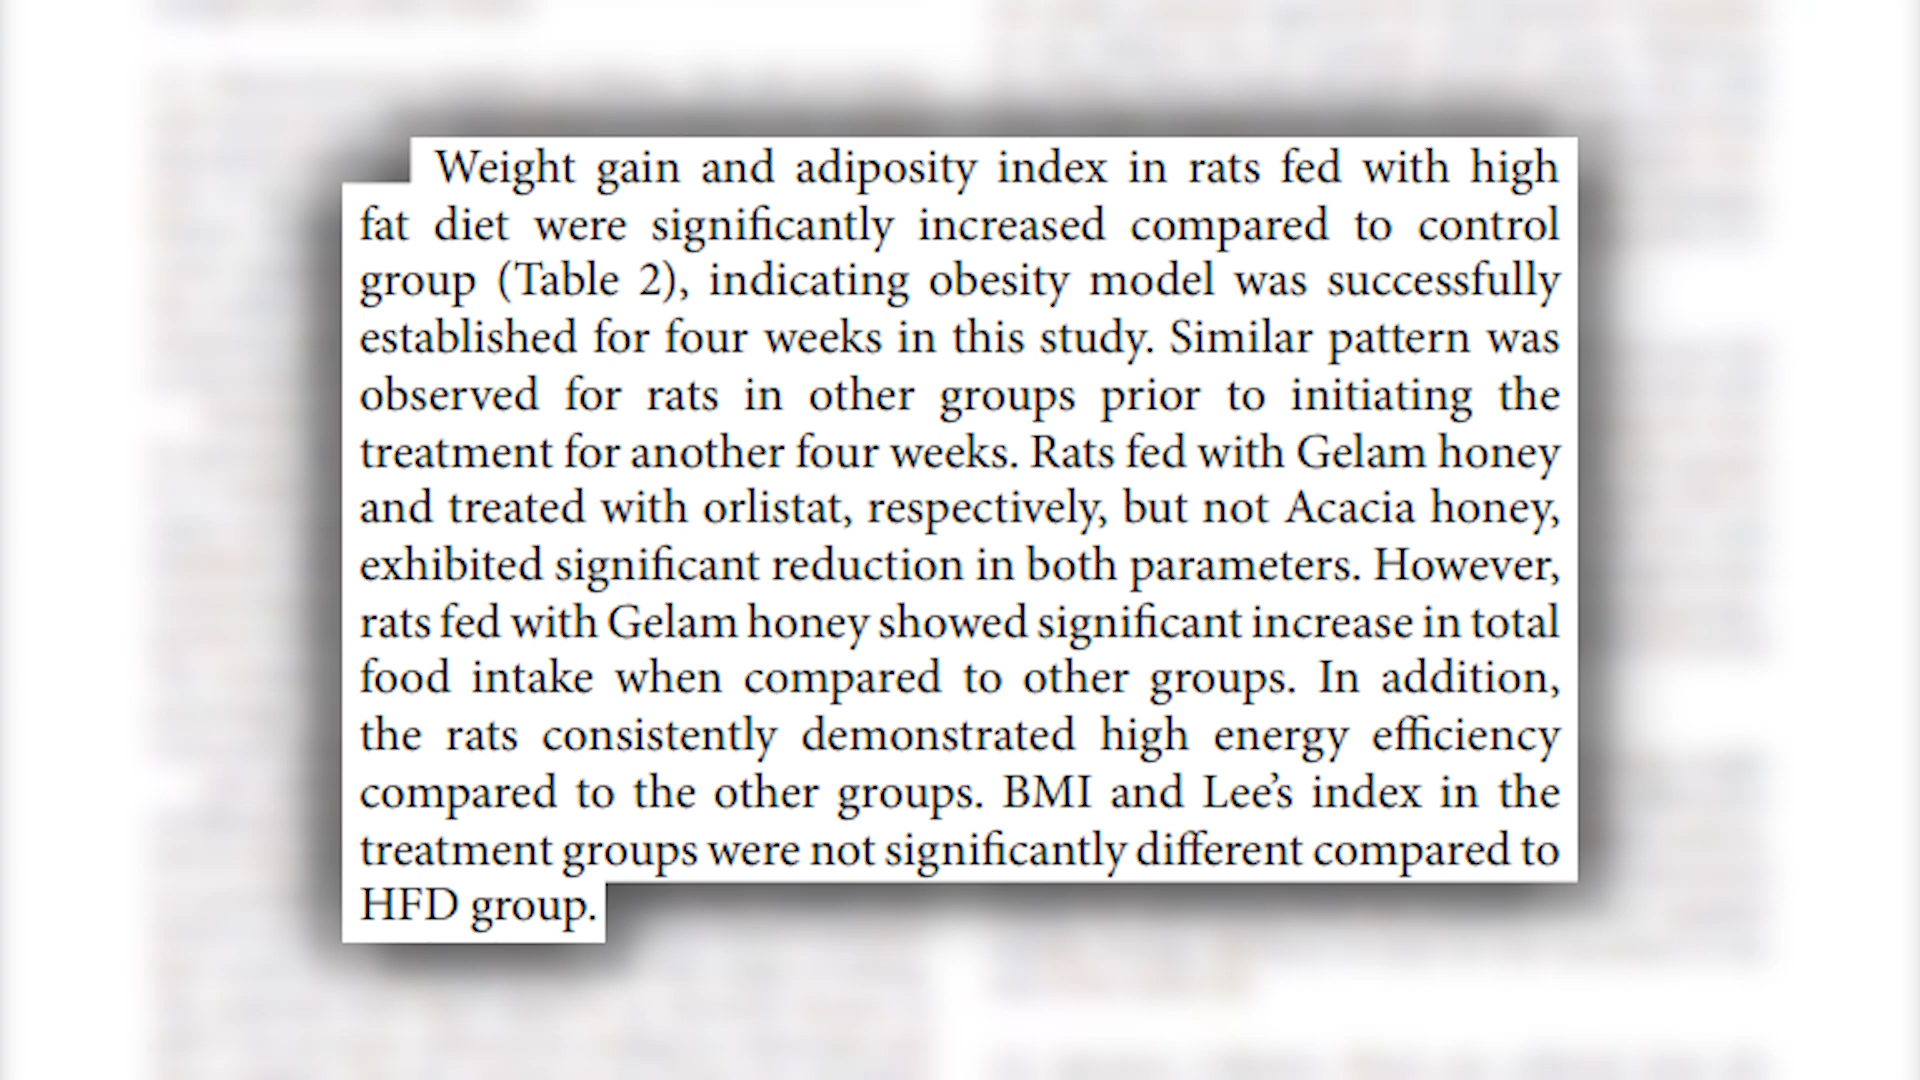 Weight gain and adiposity index in rats fed with high
fat diet were significantly increased compared to control
group (Table 2), indicating obesity model was successfully
established for four weeks in this study. Similar pattern was
observed for rats in other groups prior to initiating the
treatment for another four weeks. Rats fed with Gelam honey
and treated with orlistat, respectively, but not Acacia honey,
exhibited significant reduction in both parameters. However,
rats fed with Gelam honey showed significant increase in total
food intake when compared to other groups. In addition,
the rats consistently demonstrated high energy efficiency
compared to the other groups. BMI and Lee’s index in the
treatment groups were not significantly different compared to
HFD group.